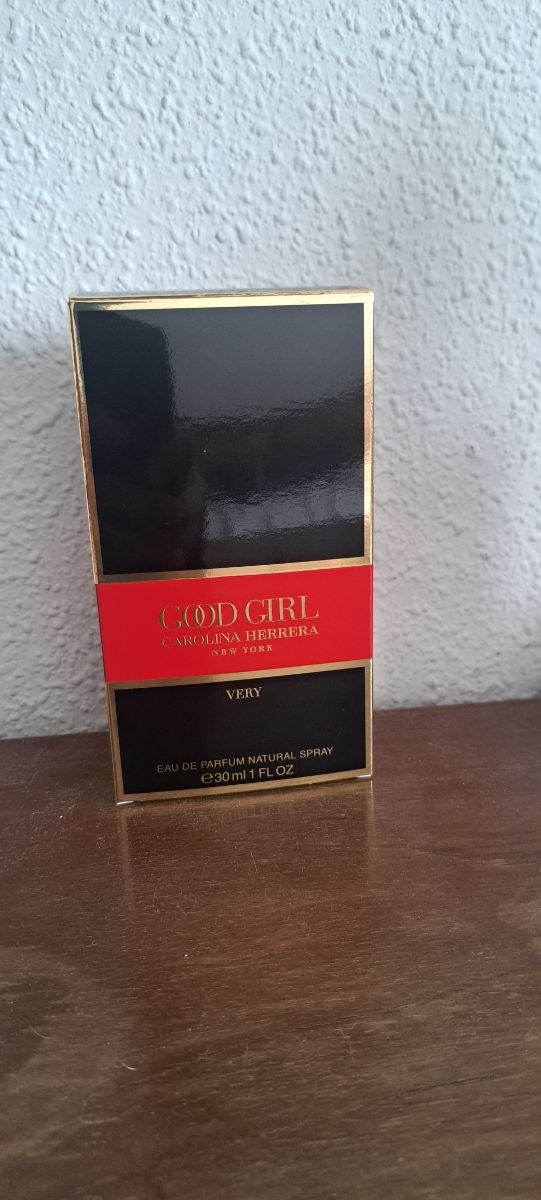 GOOD GIRL
CAROLINA HERRERA
NEW YORK
VERY
EAU DE PARFUM NATURAL SPRAY
℮30 ml 1 FL OZ